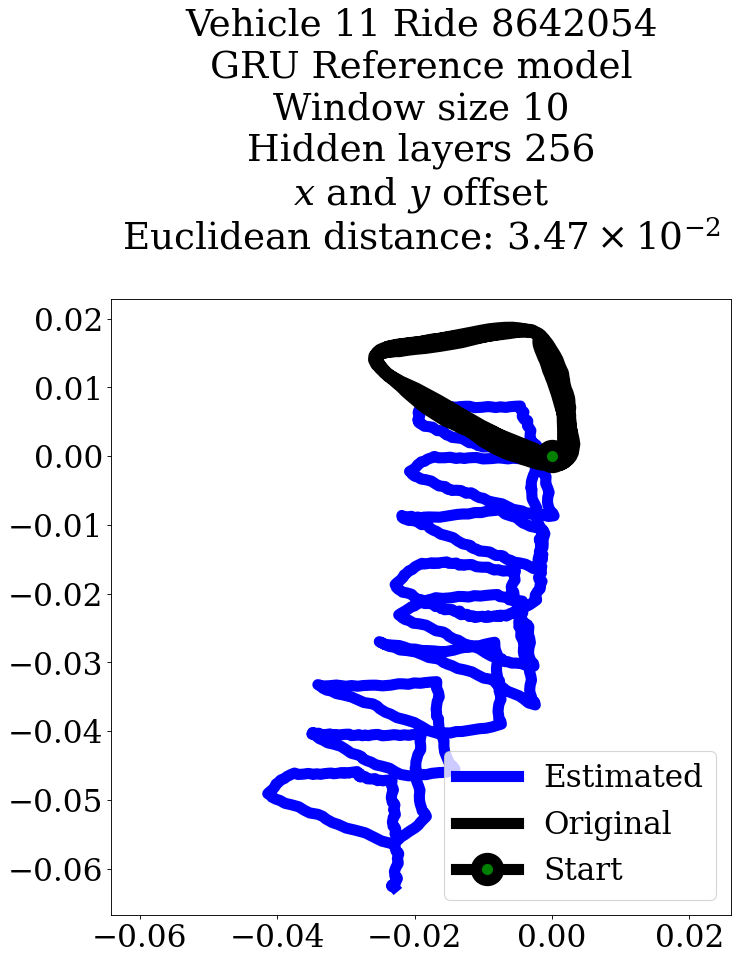 Vehicle 11 Ride 8642054
GRU Reference model
Window size 10
Hidden layers 256
x and y offset
Euclidean distance: 3.47 × 10⁻²
0.02
0.01
0.00
−0.01
−0.02
−0.03
−0.04
−0.05
−0.06
−0.06 −0.04 −0.02 0.00 0.02
Estimated
Original
Start